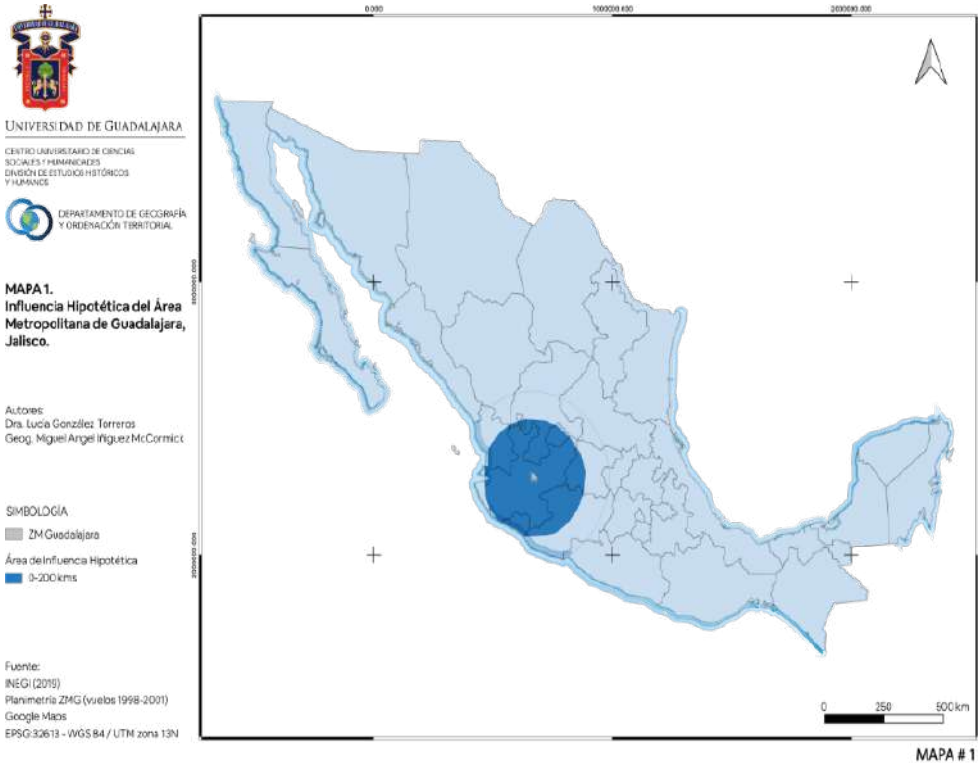 UNIVERSIDAD DE GUADALAJARA
CENTRO UNIVERSITARIO DE CIENCIAS
SOCIALES Y HUMANIDADES
DIVISIÓN DE ESTUDIOS HISTÓRICOS
Y HUMANOS
DEPARTAMENTO DE GEOGRAFÍA
Y ORDENACIÓN TERRITORIAL
MAPA 1.
Influencia Hipotética del Área
Metropolitana de Guadalajara,
Jalisco.
Autores:
Dra. Lucía González Torreros
Geog. Miguel Angel Iñiguez McCormick
SIMBOLOGÍA
ZM Guadalajara
Área de Influencia Hipotética
0-200 kms
Fuente:
INEGI (2019)
Planimetría ZMG (vuelos 1998-2001)
Google Maps
EPSG:32613 - WGS 84 / UTM zona 13N
0.000
1000000.000
2000000.000
0 250 500 km
MAPA # 1